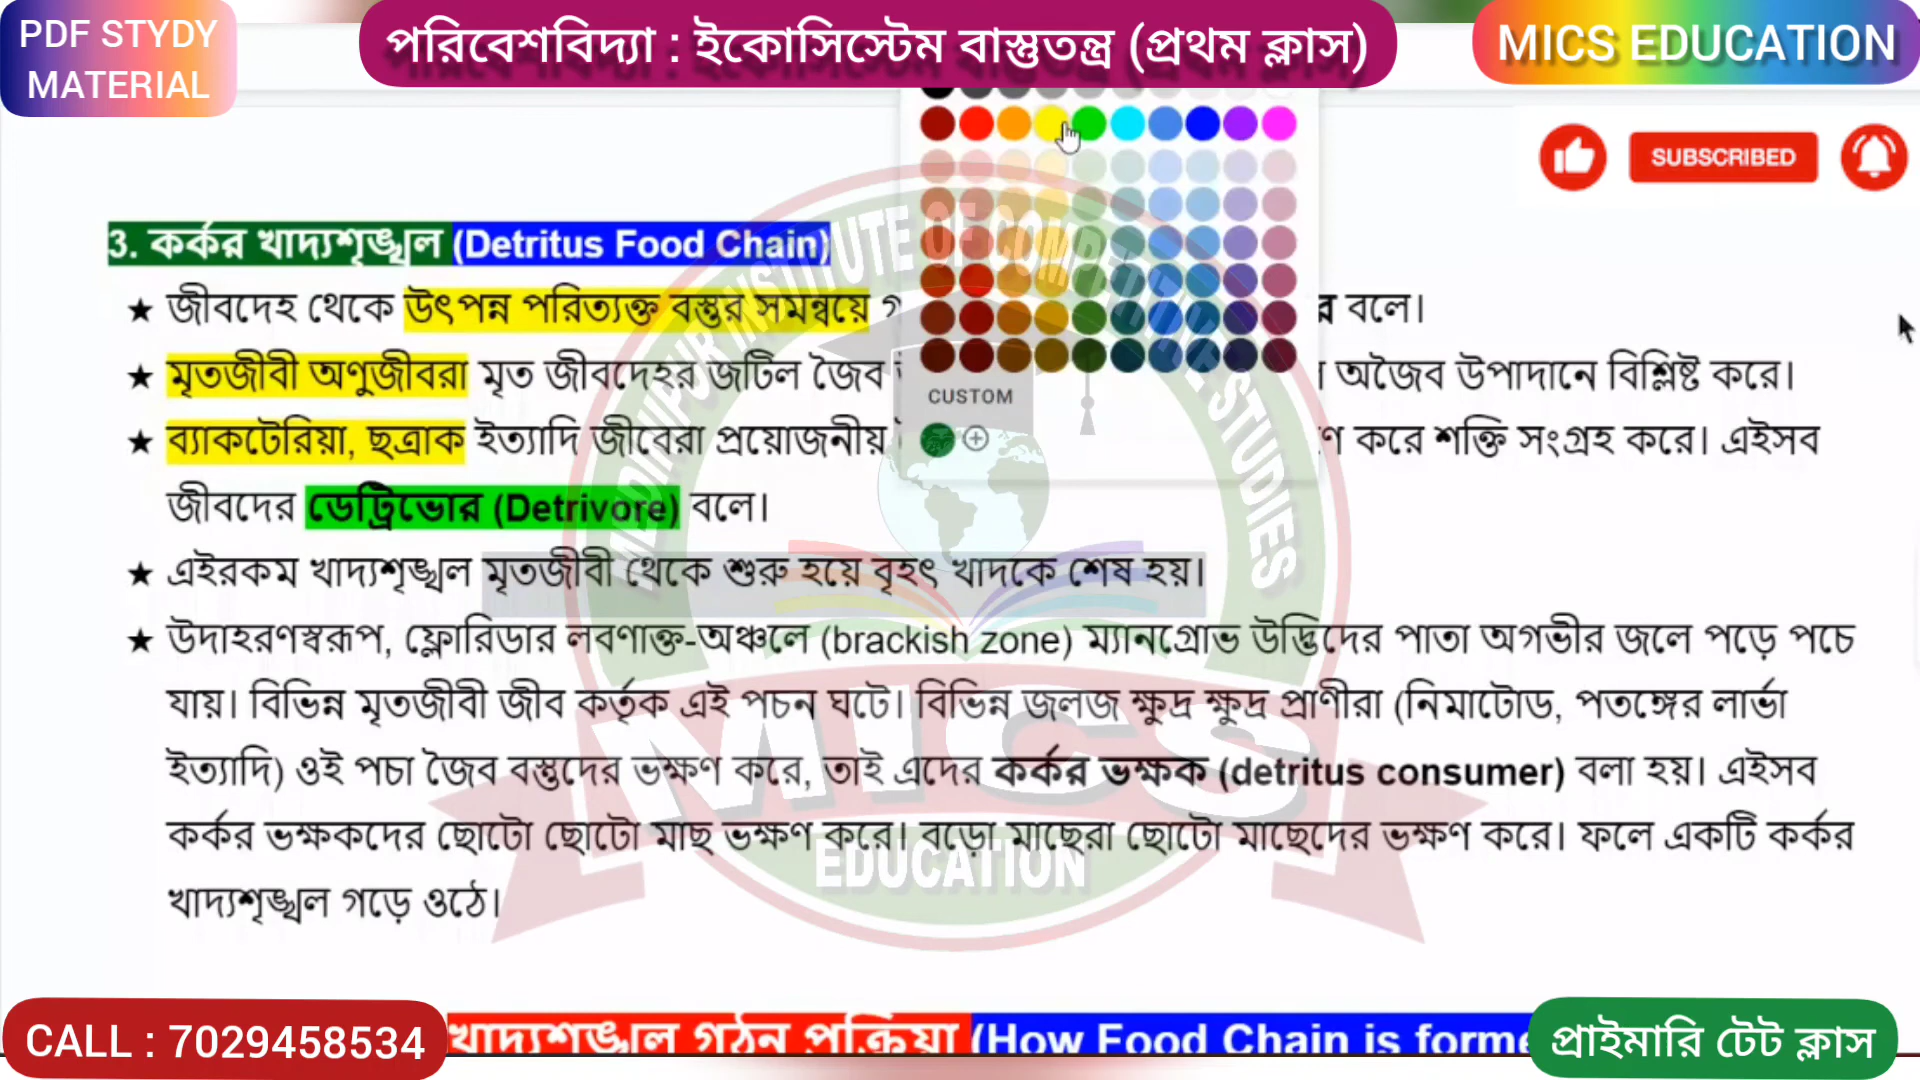 PDF STYDY
MATERIAL
পরিবেশবিদ্যা : ইকোসিস্টেম বাস্তুতন্ত্র (প্রথম ক্লাস)
MICS EDUCATION
SUBSCRIBED
3. কর্কর খাদ্যশৃঙ্খল (Detritus Food Chain)
★ জীবদেহ থেকে উৎপন্ন পরিত্যক্ত বস্তুর সমন্বয়ে বলে।
★ মৃতজীবী অণুজীবরা মৃত জীবদেহের জটিল জৈব অজৈব উপাদানে বিশ্লিষ্ট করে।
CUSTOM
★ ব্যাকটেরিয়া, ছত্রাক ইত্যাদি জীবেরা প্রয়োজনীয় করে শক্তি সংগ্রহ করে। এইসব
জীবদের ডেট্রিভোর (Detrivore) বলে।
★ এইরকম খাদ্যশৃঙ্খল মৃতজীবী থেকে শুরু হয়ে বৃহৎ খাদকে শেষ হয়।
★ উদাহরণস্বরূপ, ফ্লোরিডার লবণাক্ত-অঞ্চলে (brackish zone) ম্যানগ্রোভ উদ্ভিদের পাতা অগভীর জলে পড়ে পচে
যায়। বিভিন্ন মৃতজীবী জীব কর্তৃক এই পচন ঘটে। বিভিন্ন জলজ ক্ষুদ্র ক্ষুদ্র প্রাণীরা (নিমাটোড, পতঙ্গের লার্ভা
ইত্যাদি) ওই পচা জৈব বস্তুদের ভক্ষণ করে, তাই এদের কর্কর ভক্ষক (detritus consumer) বলা হয়। এইসব
কর্কর ভক্ষকদের ছোটো ছোটো মাছ ভক্ষণ করে। বড়ো মাছেরা ছোটো মাছেদের ভক্ষণ করে। ফলে একটি কর্কর
খাদ্যশৃঙ্খল গড়ে ওঠে।
MEDINIPUR INSTITUTE OF COMPETITIVE STUDIES
MICS
EDUCATION
CALL : 7029458534
খাদ্যশৃঙ্খল গঠন প্রক্রিয়া (How Food Chain is forme
প্রাইমারি টেট ক্লাস